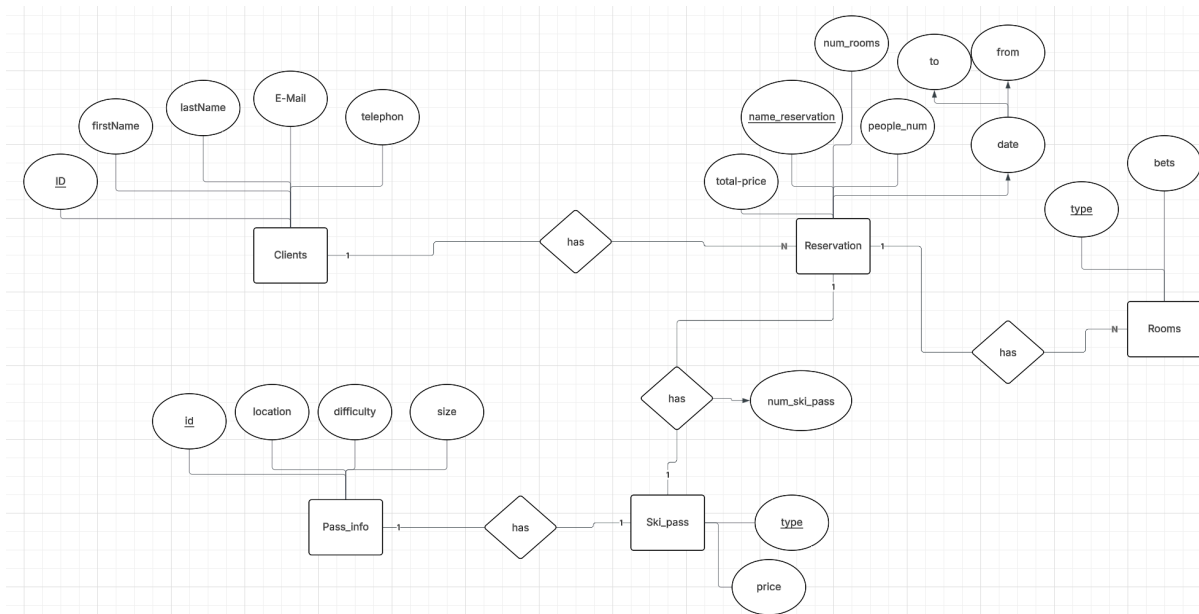 num_rooms
to
from
E-Mail
lastName
telephon
firstName
name_reservation
people_num
date
bets
ID
total-price
type
Clients
1
has
N
Reservation
1
1
has
N
Rooms
has
num_ski_pass
1
id
location
difficulty
size
Pass_info
1
has
1
Ski_pass
type
price